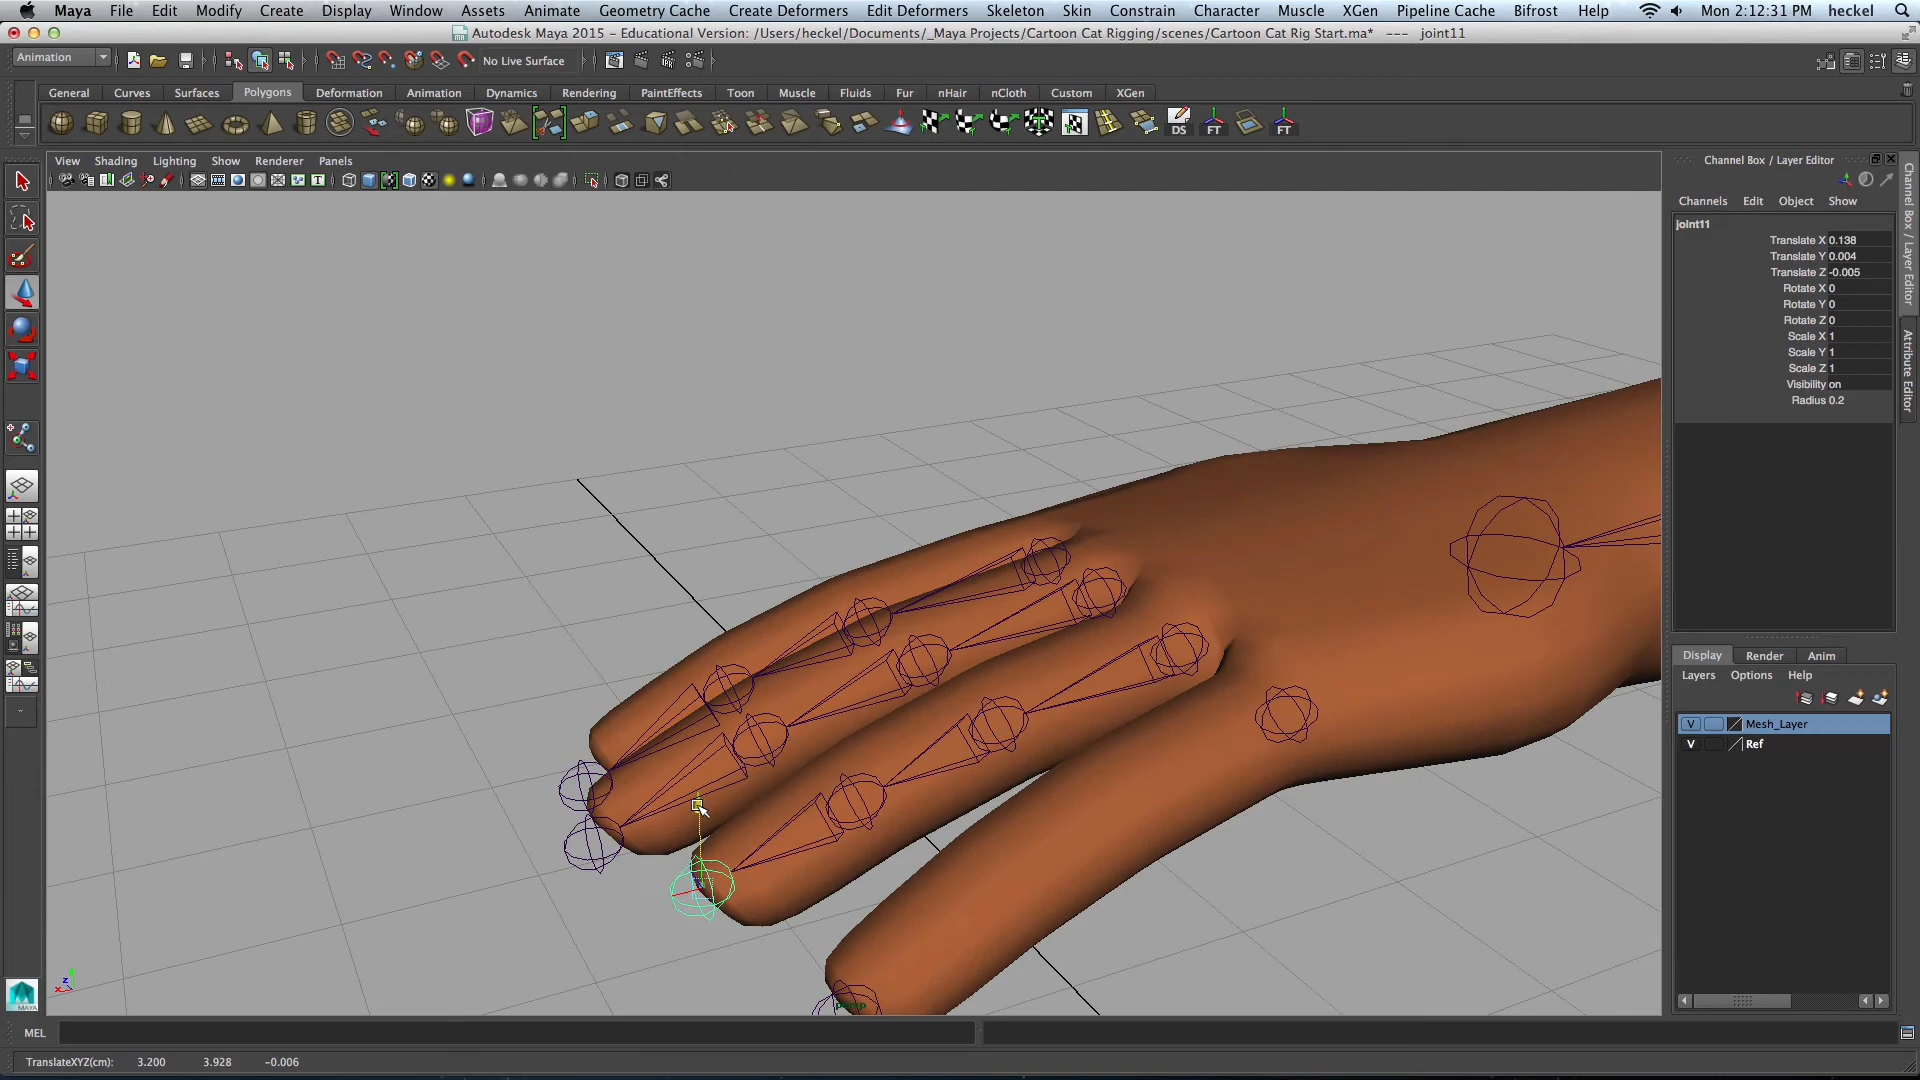 Maya File Edit Modify Create Display Window Assets Animate Geometry Cache Create Deformers Edit Deformers Skeleton Skin Constrain Character Muscle XGen Pipeline Cache Bifrost Help Mon 2:12:31 PM heckel
Autodesk Maya 2015 - Educational Version: /Users/heckel/Documents/_Maya Projects/Cartoon Cat Rigging/scenes/Cartoon Cat Rig Start.ma* --- joint11
Animation No Live Surface
General Curves Surfaces Polygons Deformation Animation Dynamics Rendering PaintEffects Toon Muscle Fluids Fur nHair nCloth Custom XGen
DS FT FT
View Shading Lighting Show Renderer Panels
Channel Box / Layer Editor
Channels Edit Object Show
joint11
Translate X 0.138
Translate Y 0.004
Translate Z -0.005
Rotate X 0
Rotate Y 0
Rotate Z 0
Scale X 1
Scale Y 1
Scale Z 1
Visibility on
Radius 0.2
Channel Box / Layer Editor
Attribute Editor
Display Render Anim
Layers Options Help
V Mesh_Layer
V Ref
y
z
x
persp
MAYA
MEL
TranslateXYZ(cm): 3.200 3.928 -0.006